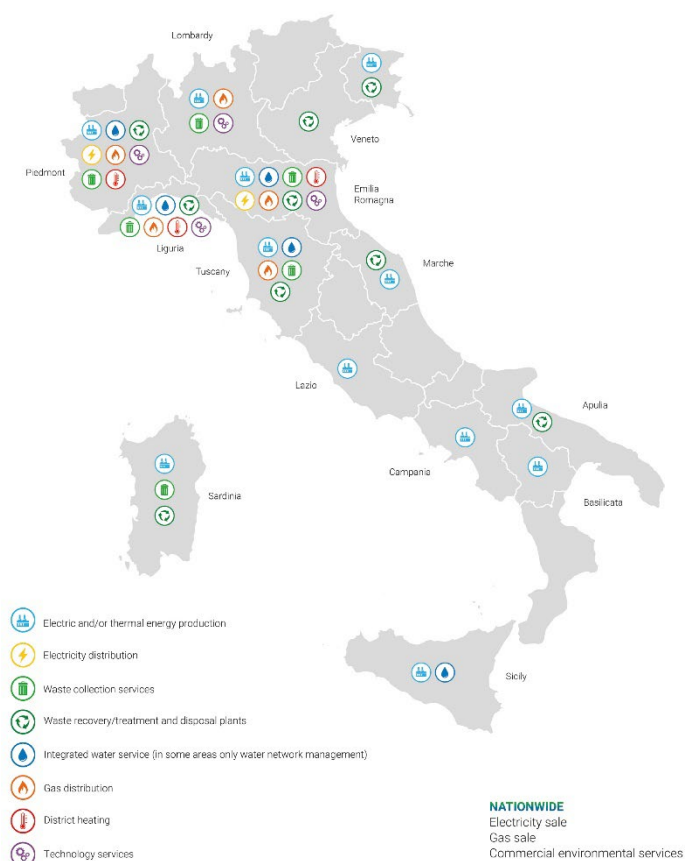 Lombardy
Veneto
Piedmont
Emilia
Romagna
Liguria
Tuscany
Marche
Lazio
Apulia
Campania
Basilicata
Sardinia
Sicily
Electric and/or thermal energy production
Electricity distribution
Waste collection services
Waste recovery/treatment and disposal plants
Integrated water service (in some areas only water network management)
Gas distribution
District heating
Technology services
NATIONWIDE
Electricity sale
Gas sale
Commercial environmental services